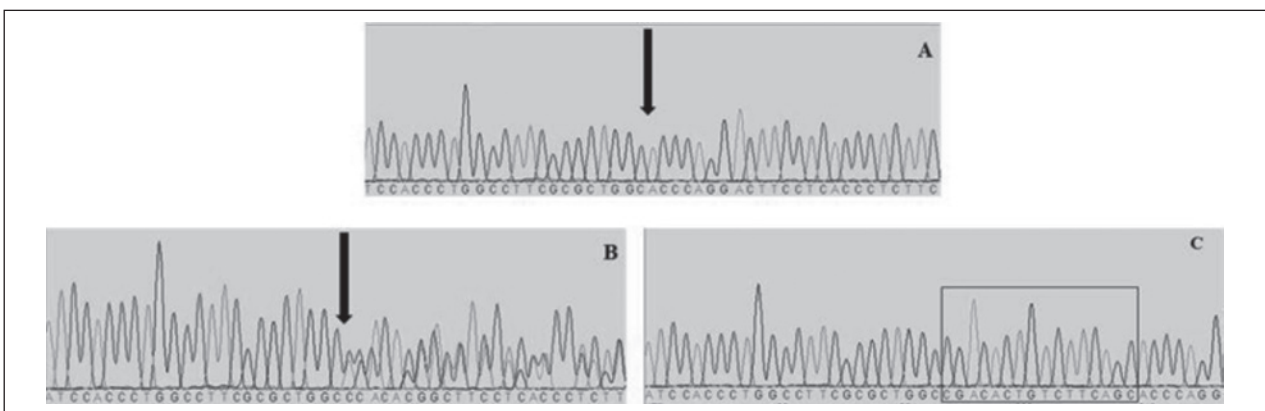 A
TCCACCCTGGCCTTCGCGCTGGCACCCAGGACTTCCTCACCCTCTTC
B
ATCCACCCTGGCCTTCGCGCTGGCCCACACGGCTTCCTCACCCTCTT
C
ATCCACCCTGGCCTTCGCGCTGGCCGACACTGTCTTCAGCACCCAGG